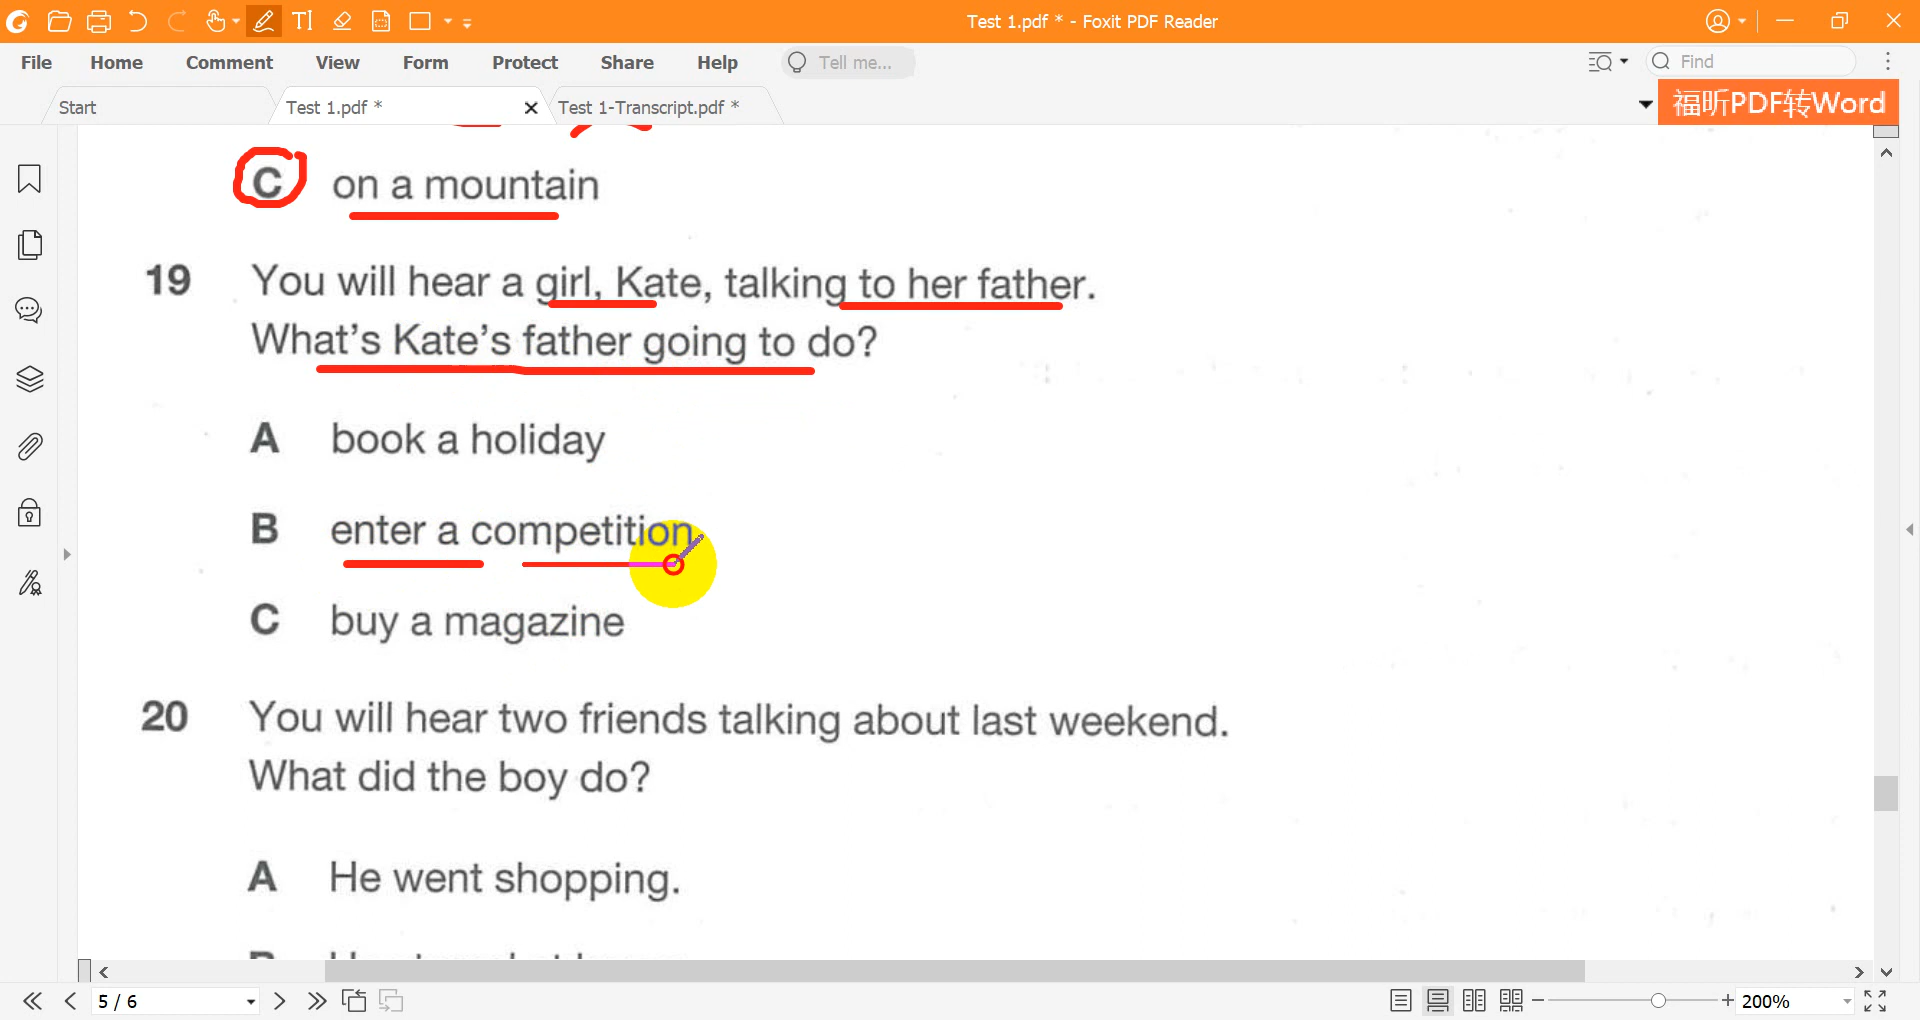 Test 1.pdf * - Foxit PDF Reader
File Home Comment View Form Protect Share Help Tell me... Find
Start Test 1.pdf * Test 1-Transcript.pdf * 福昕PDF转Word
C on a mountain
19 You will hear a girl, Kate, talking to her father.
What's Kate's father going to do?
A book a holiday
B enter a competition
C buy a magazine
20 You will hear two friends talking about last weekend.
What did the boy do?
A He went shopping.
5 / 6 200%